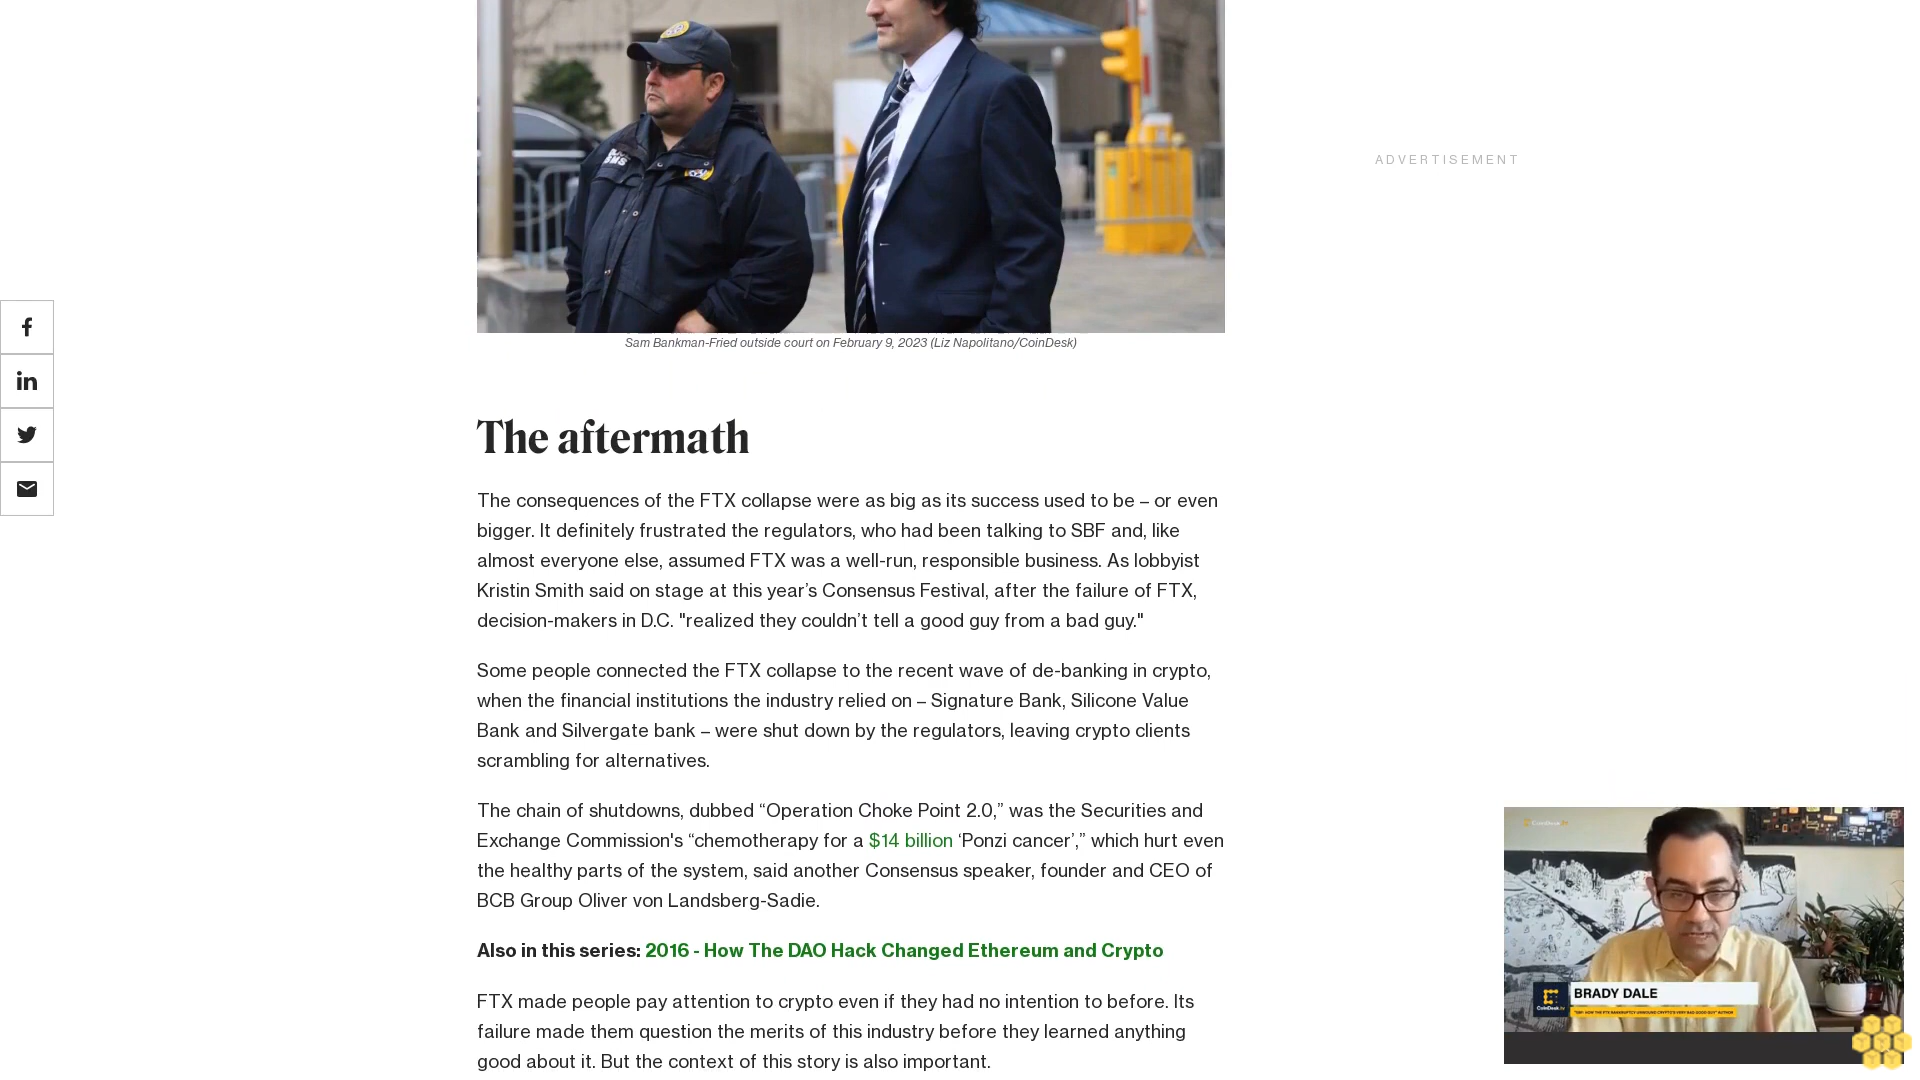 ADVERTISEMENT
Sam Bankman-Fried outside court on February 9, 2023 (Liz Napolitano/CoinDesk)
The aftermath
The consequences of the FTX collapse were as big as its success used to be – or even
bigger. It definitely frustrated the regulators, who had been talking to SBF and, like
almost everyone else, assumed FTX was a well-run, responsible business. As lobbyist
Kristin Smith said on stage at this year’s Consensus Festival, after the failure of FTX,
decision-makers in D.C. "realized they couldn’t tell a good guy from a bad guy."
Some people connected the FTX collapse to the recent wave of de-banking in crypto,
when the financial institutions the industry relied on – Signature Bank, Silicone Value
Bank and Silvergate bank – were shut down by the regulators, leaving crypto clients
scrambling for alternatives.
The chain of shutdowns, dubbed “Operation Choke Point 2.0,” was the Securities and
Exchange Commission's “chemotherapy for a $14 billion ‘Ponzi cancer’,” which hurt even
the healthy parts of the system, said another Consensus speaker, founder and CEO of
BCB Group Oliver von Landsberg-Sadie.
Also in this series: 2016 - How The DAO Hack Changed Ethereum and Crypto
FTX made people pay attention to crypto even if they had no intention to before. Its
failure made them question the merits of this industry before they learned anything
good about it. But the context of this story is also important.
BRADY DALE
CoinDesk